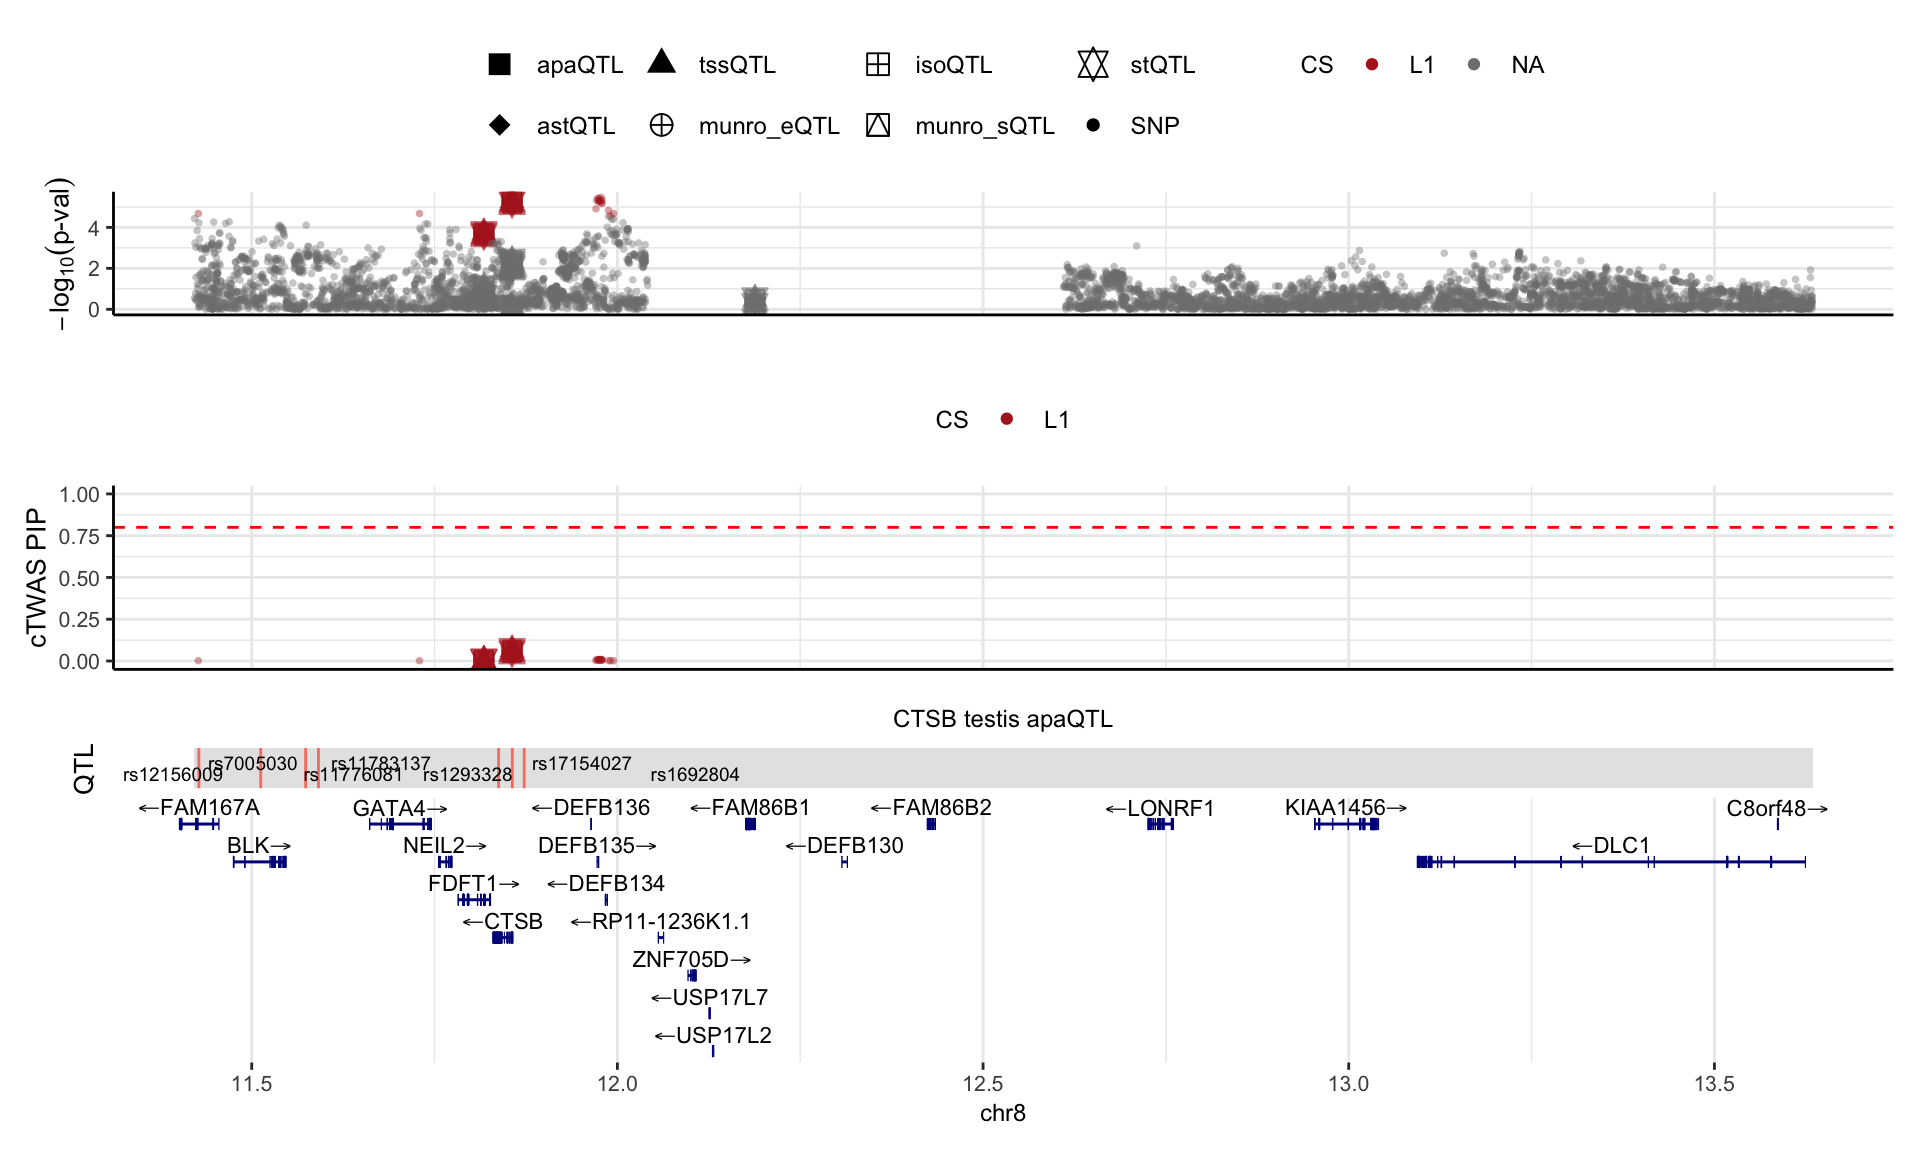 apaQTL tssQTL isoQTL stQTL CS L1 NA
astQTL munro_eQTL munro_sQTL SNP
−log10(p-val)
4
2
0
CS L1
cTWAS PIP
1.00
0.75
0.50
0.25
0.00
CTSB testis apaQTL
QTL
rs7005030 rs11783137 rs17154027
rs12156009 rs11776081 rs1293328 rs1692804
←FAM167A GATA4→ ←DEFB136 ←FAM86B1 ←FAM86B2 ←LONRF1 KIAA1456→ C8orf48→
BLK→ NEIL2→ DEFB135→ ←DEFB130 ←DLC1
FDFT1→ ←DEFB134
←CTSB ←RP11-1236K1.1
ZNF705D→
←USP17L7
←USP17L2
11.5 12.0 12.5 13.0 13.5
chr8